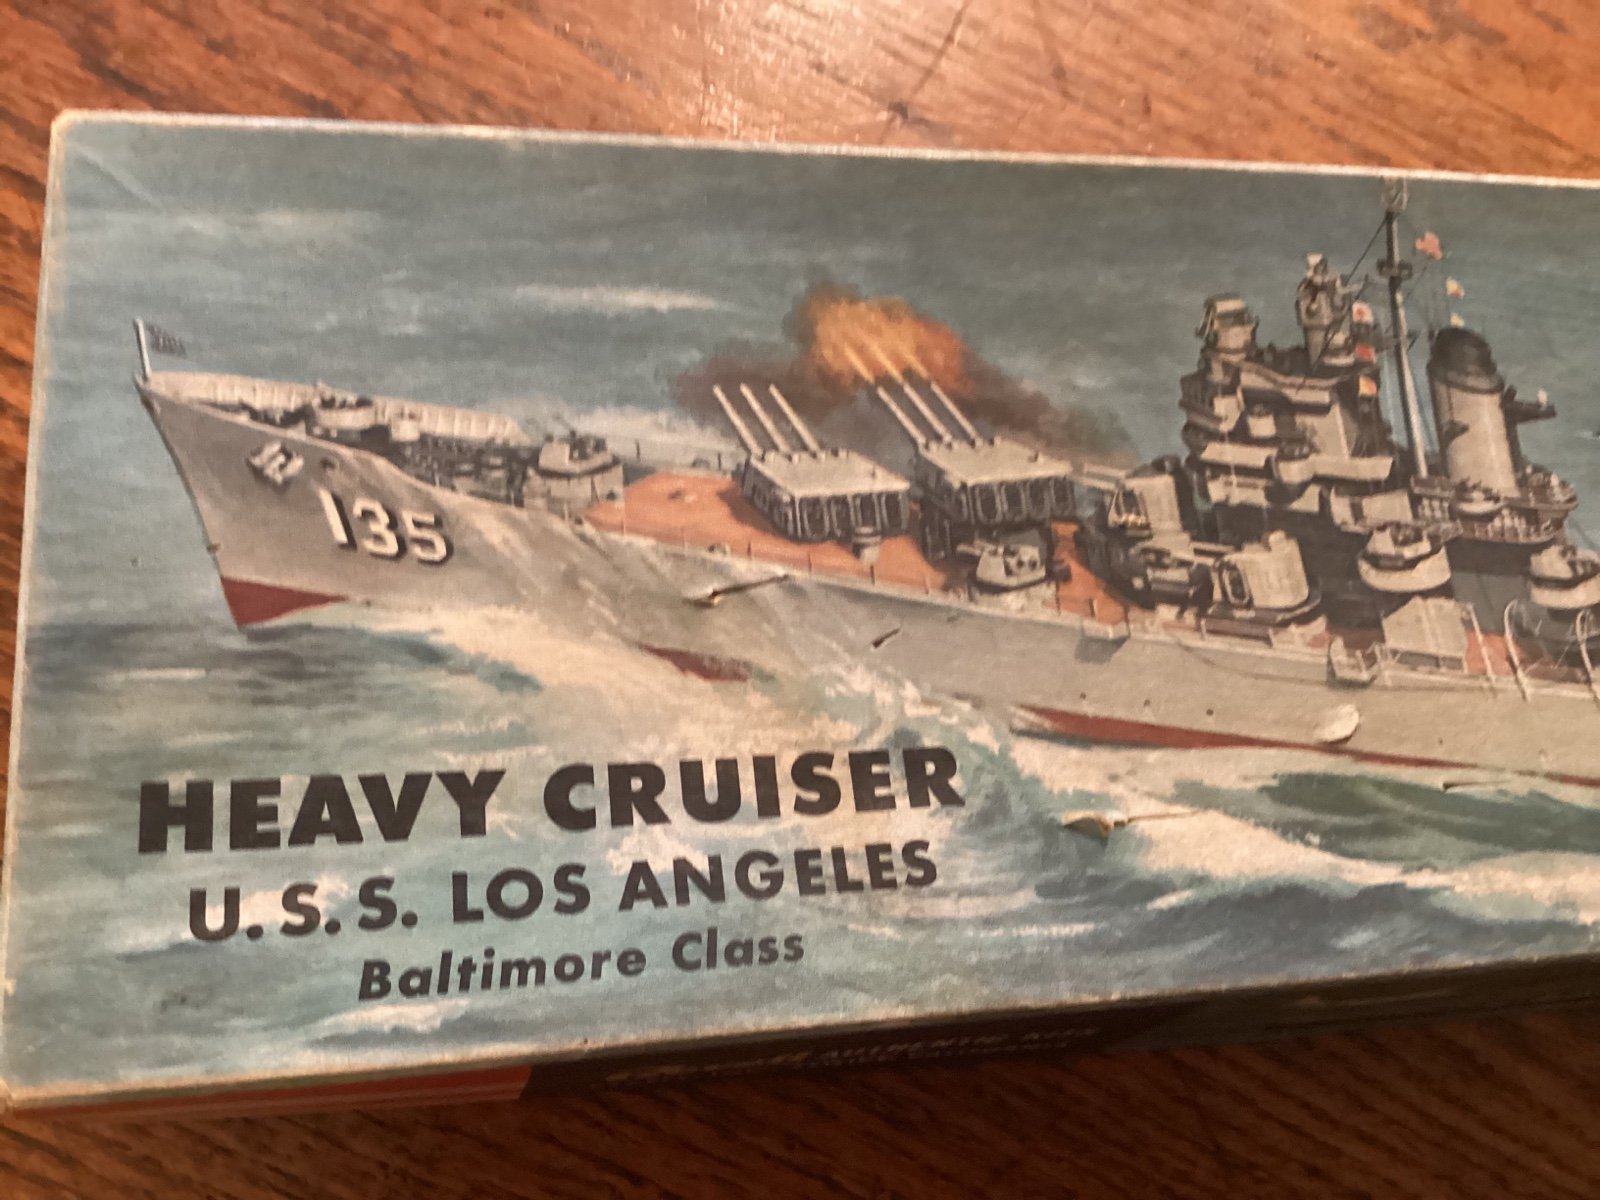 135
HEAVY CRUISER
U.S.S. LOS ANGELES
Baltimore Class